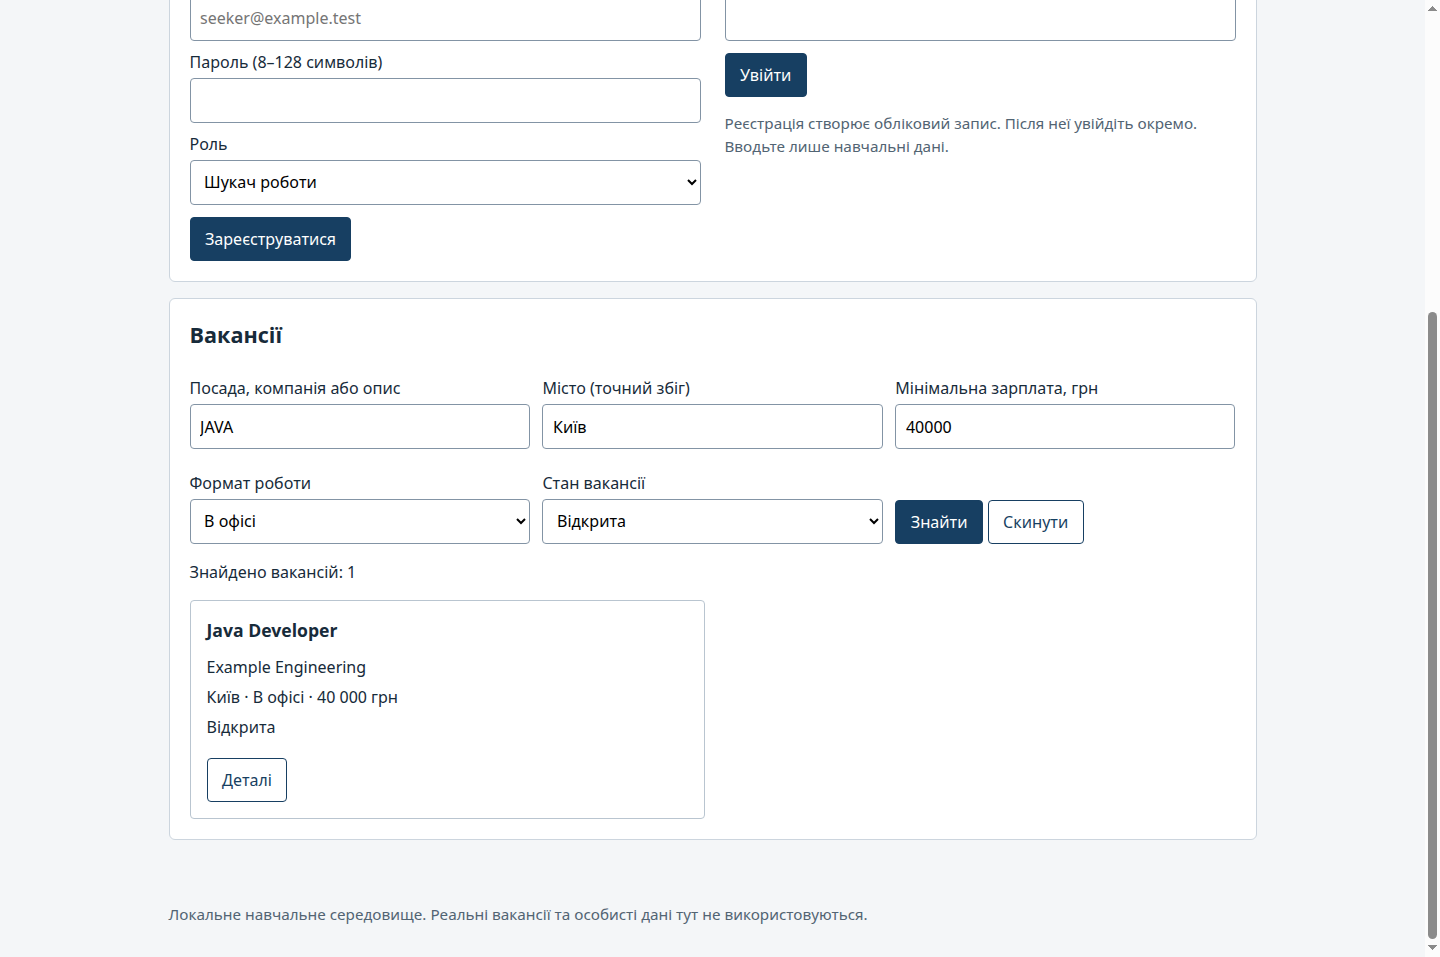 seeker@example.test
Пароль (8–128 символів)
Роль
Шукач роботи
Зареєструватися
Увійти
Реєстрація створює обліковий запис. Після неї увійдіть окремо.
Вводьте лише навчальні дані.
Вакансії
Посада, компанія або опис
Місто (точний збіг)
Мінімальна зарплата, грн
JAVA
Київ
40000
Формат роботи
Стан вакансії
В офісі
Відкрита
Знайти
Скинути
Знайдено вакансій: 1
Java Developer
Example Engineering
Київ · В офісі · 40 000 грн
Відкрита
Деталі
Локальне навчальне середовище. Реальні вакансії та особисті дані тут не використовуються.